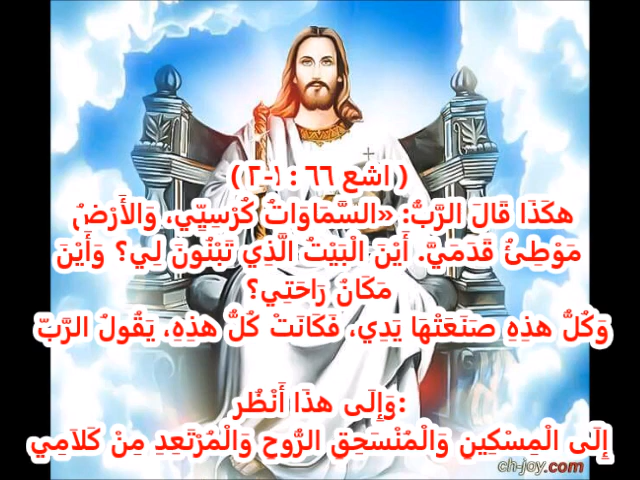 ( اشع ٦٦ : ١-٢ )
هكَذَا قَالَ الرَّبُّ: «السَّمَاوَاتُ كُرْسِيِّي، وَالأَرْضُ
مَوْطِئُ قَدَمَيَّ. أَيْنَ الْبَيْتُ الَّذِي تَبْنُونَ لِي؟ وَأَيْنَ
مَكَانُ رَاحَتِي؟
وَكُلُّ هذِهِ صَنَعَتْهَا يَدِي، فَكَانَتْ كُلُّ هذِهِ، يَقُولُ الرَّبّ
:وَإِلَى هذَا أَنْظُر
إِلَى الْمِسْكِينِ وَالْمُنْسَحِقِ الرُّوحِ وَالْمُرْتَعِدِ مِنْ كَلاَمِي
ch-joy.com